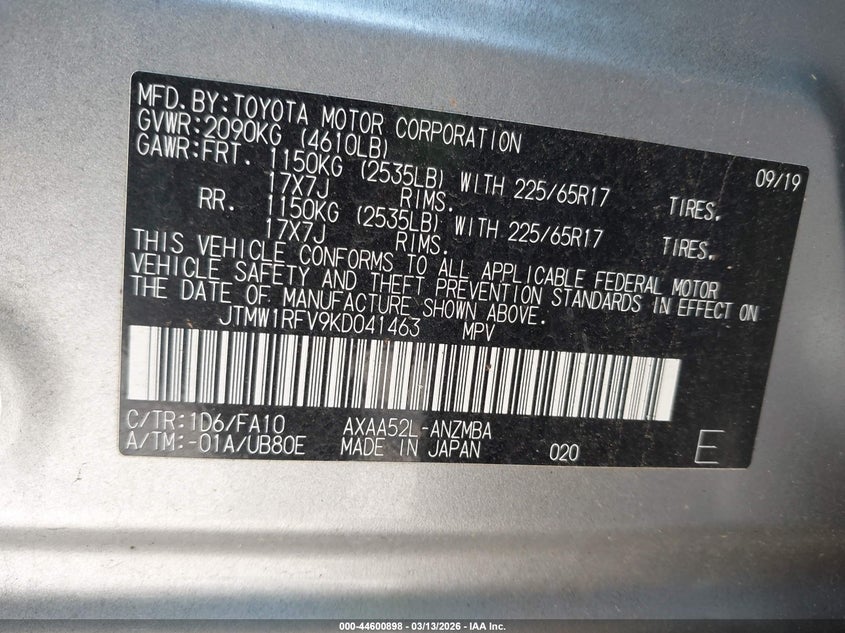 MFD. BY: TOYOTA MOTOR CORPORATION 09/19
GVWR: 2090KG (4610LB)
GAWR: FRT. 1150KG (2535LB) WITH 225/65R17 TIRES.
17X7J RIMS.
RR. 1150KG (2535LB) WITH 225/65R17 TIRES.
17X7J RIMS.
THIS VEHICLE CONFORMS TO ALL APPLICABLE FEDERAL MOTOR
VEHICLE SAFETY AND THEFT PREVENTION STANDARDS IN EFFECT ON
THE DATE OF MANUFACTURE SHOWN ABOVE.
JTMW1RFV9KD041463 MPV
C/TR: 1D6/FA10 AXAA52L-ANZMBA
A/TM: -01A/UB80E MADE IN JAPAN 020 E
000-44600898 - 03/13/2026 - IAA Inc.